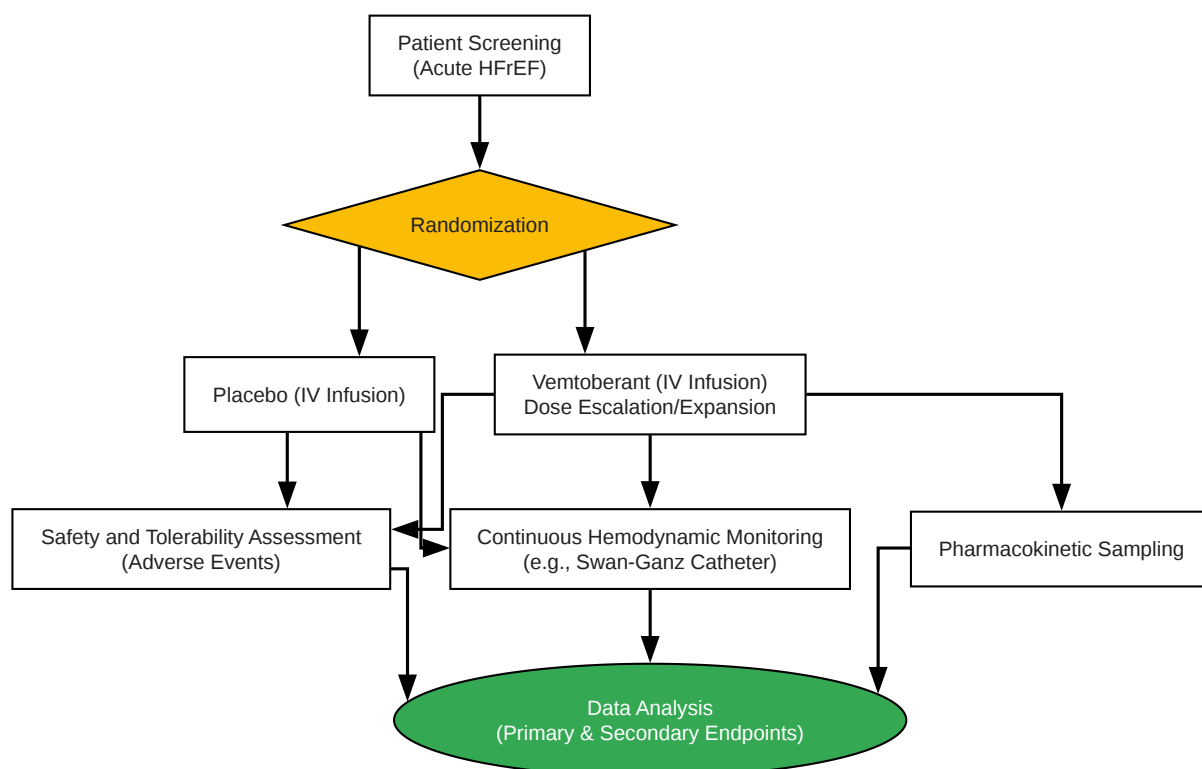 Patient Screening
(Acute HFrEF)
Randomization
Placebo (IV Infusion)
Vemtoberant (IV Infusion)
Dose Escalation/Expansion
Safety and Tolerability Assessment
(Adverse Events)
Continuous Hemodynamic Monitoring
(e.g., Swan-Ganz Catheter)
Pharmacokinetic Sampling
Data Analysis
(Primary & Secondary Endpoints)